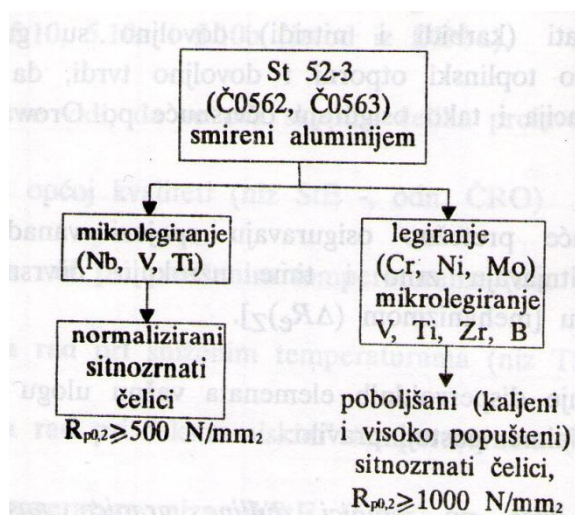 St 52-3
(Č0562, Č0563)
smireni aluminijem
mikrolegiranje
(Nb, V, Ti)
normalizirani
sitnozrnati
čelici
Rp0,2≥500 N/mm2
legiranje
(Cr, Ni, Mo)
mikrolegiranje
V, Ti, Zr, B
poboljšani (kaljeni
i visoko popušteni)
sitnozrnati čelici,
Rp0,2≥1000 N/mm2